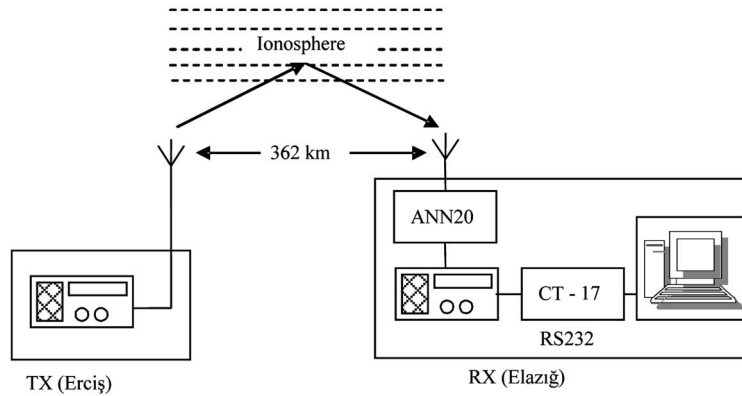 Ionosphere
362 km
ANN20
CT - 17
RS232
TX (Erciş)
RX (Elazığ)